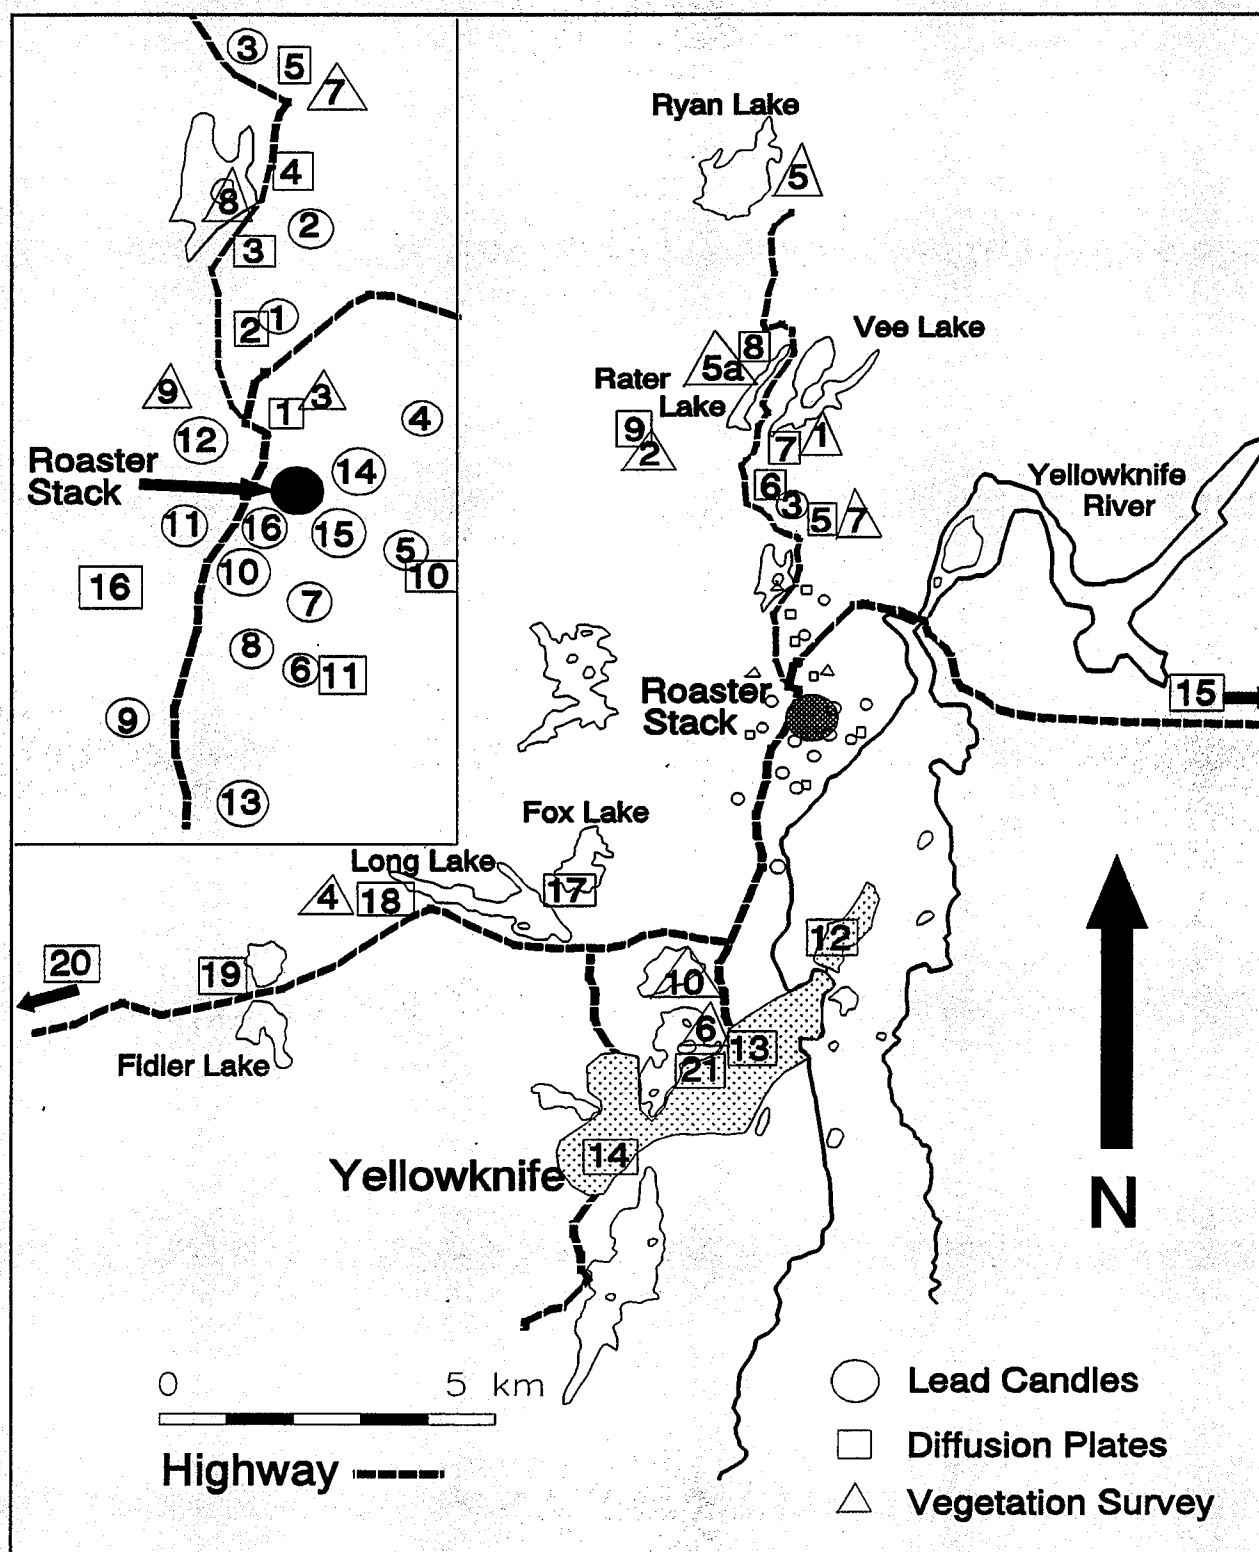 3
5
7
4
8
2
3
2
1
9
1
3
4
12
Roaster
Stack
14
11
16
15
5
10
10
16
7
8
6
11
9
13
Ryan Lake
5
Vee Lake
8
5a
Rater
Lake
9
2
7
1
6
3
5
7
Yellowknife
River
15
Roaster
Stack
Fox Lake
Long Lake
4
18
17
12
20
19
10
6
13
21
Fidler Lake
14
Yellowknife
N
0 5 km
Highway
Lead Candles
Diffusion Plates
Vegetation Survey